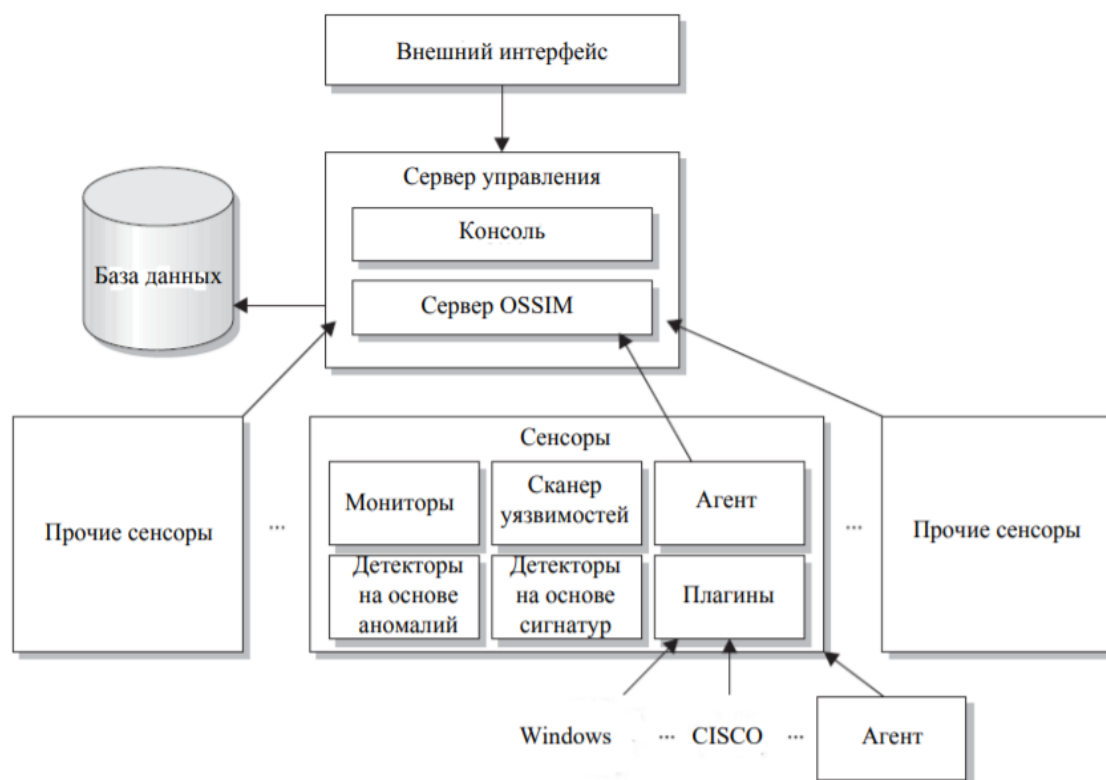 Внешний интерфейс
Сервер управления
Консоль
База данных
Сервер OSSIM
Сенсоры
Прочие сенсоры
...
Мониторы
Сканер
уязвимостей
Агент
...
Прочие сенсоры
Детекторы
на основе
аномалий
Детекторы
на основе
сигнатур
Плагины
Windows
...
CISCO
...
Агент